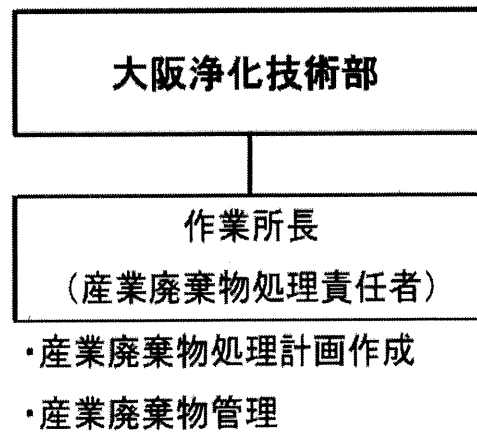 大阪浄化技術部
作業所長
(産業廃棄物処理責任者)
・産業廃棄物処理計画作成
・産業廃棄物管理